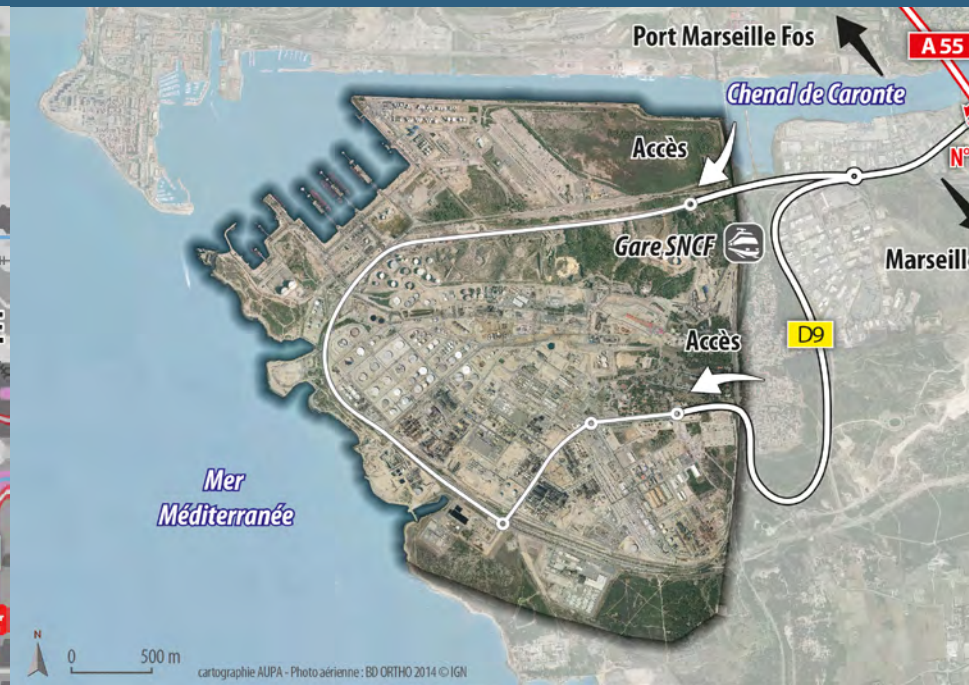 Port Marseille Fos
A 55
Chenal de Caronte
Accès
N°
Gare SNCF
Marseille
D9
Accès
Mer
Méditerranée
N
0 500 m
cartographie AUPA - Photo aérienne : BD ORTHO 2014 © IGN